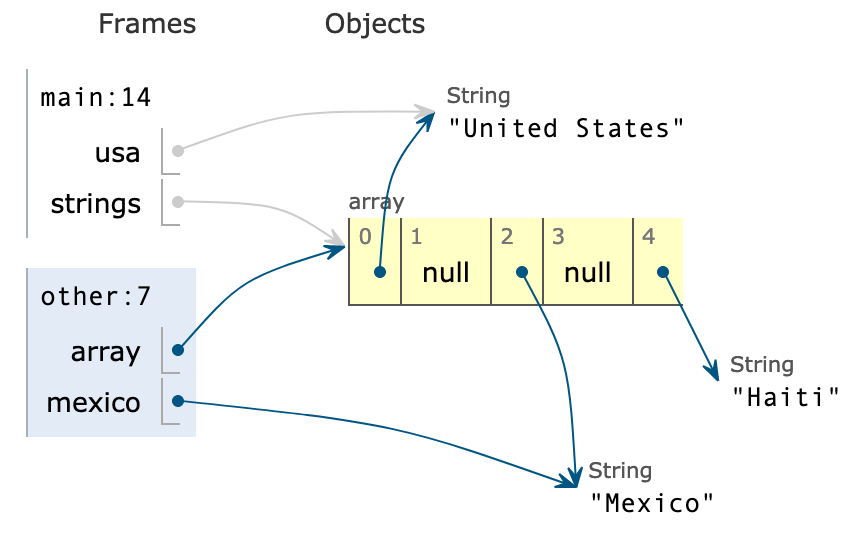 Frames
Objects
main:14
usa
strings
String
"United States"
array
0 1 2 3 4
null null
other:7
array
mexico
String
"Haiti"
String
"Mexico"